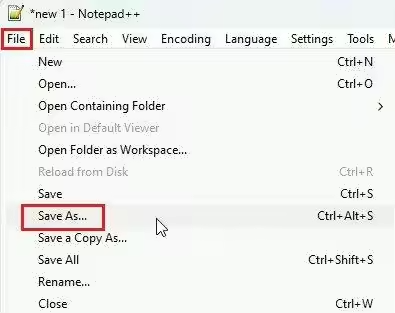 *new 1 - Notepad++
File Edit Search View Encoding Language Settings Tools
New Ctrl+N
Open... Ctrl+O
Open Containing Folder
Open in Default Viewer
Open Folder as Workspace...
Reload from Disk Ctrl+R
Save Ctrl+S
Save As... Ctrl+Alt+S
Save a Copy As...
Save All Ctrl+Shift+S
Rename...
Close Ctrl+W